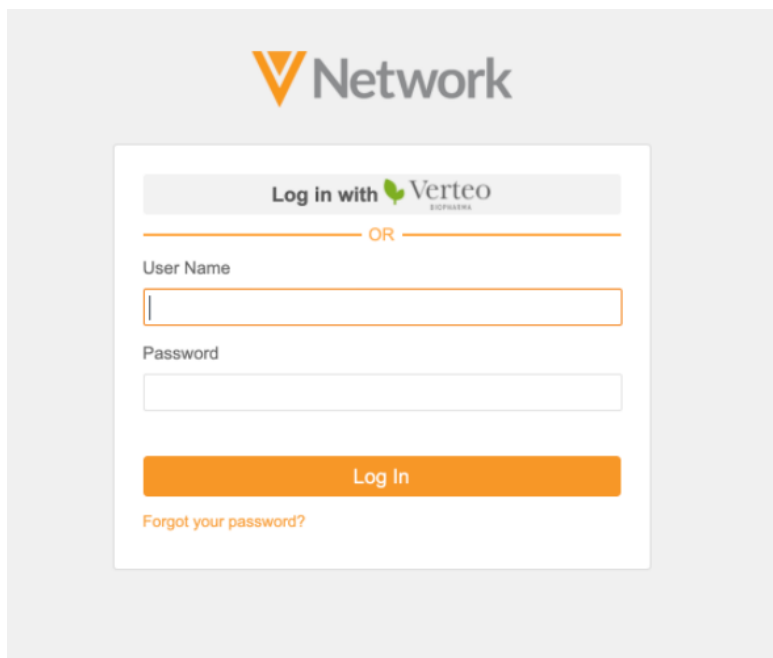 Network
Log in with Verteo
BIOPHARMA
OR
User Name
Password
Log In
Forgot your password?